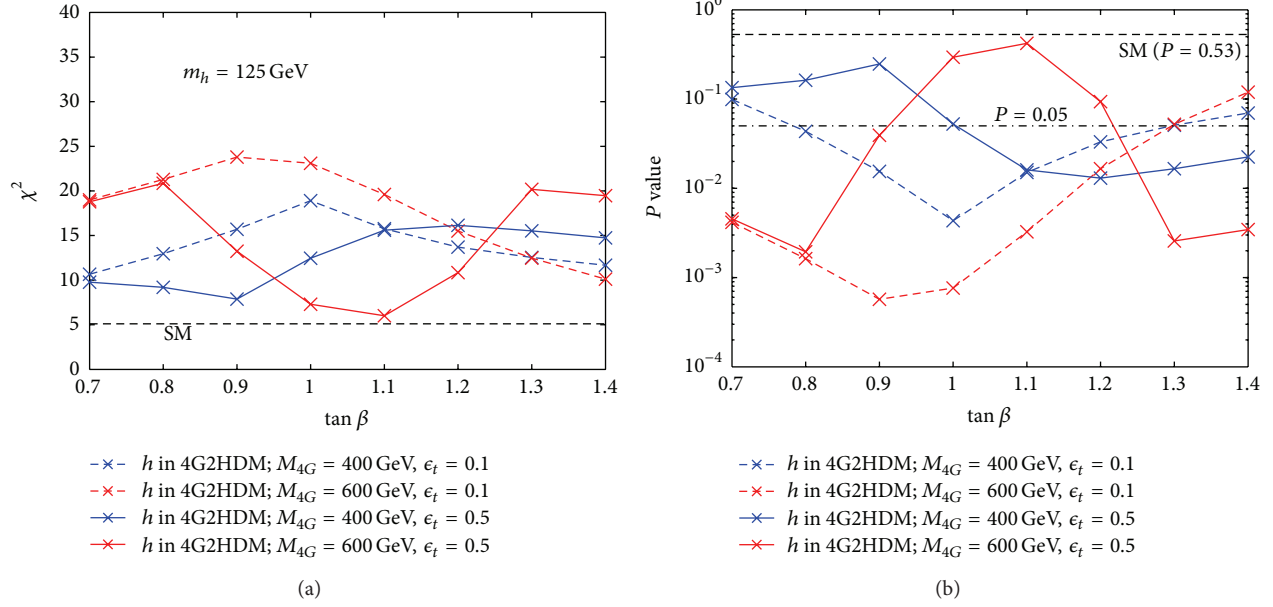 40
35
30
25
20
15
10
5
0
χ²
m_h = 125 GeV
SM
0.7 0.8 0.9 1 1.1 1.2 1.3 1.4
tan β
h in 4G2HDM; M_4G = 400 GeV, ϵ_t = 0.1
h in 4G2HDM; M_4G = 600 GeV, ϵ_t = 0.1
h in 4G2HDM; M_4G = 400 GeV, ϵ_t = 0.5
h in 4G2HDM; M_4G = 600 GeV, ϵ_t = 0.5
(a)
10⁰
10⁻¹
10⁻²
10⁻³
10⁻⁴
P value
SM (P = 0.53)
P = 0.05
0.7 0.8 0.9 1 1.1 1.2 1.3 1.4
tan β
h in 4G2HDM; M_4G = 400 GeV, ϵ_t = 0.1
h in 4G2HDM; M_4G = 600 GeV, ϵ_t = 0.1
h in 4G2HDM; M_4G = 400 GeV, ϵ_t = 0.5
h in 4G2HDM; M_4G = 600 GeV, ϵ_t = 0.5
(b)